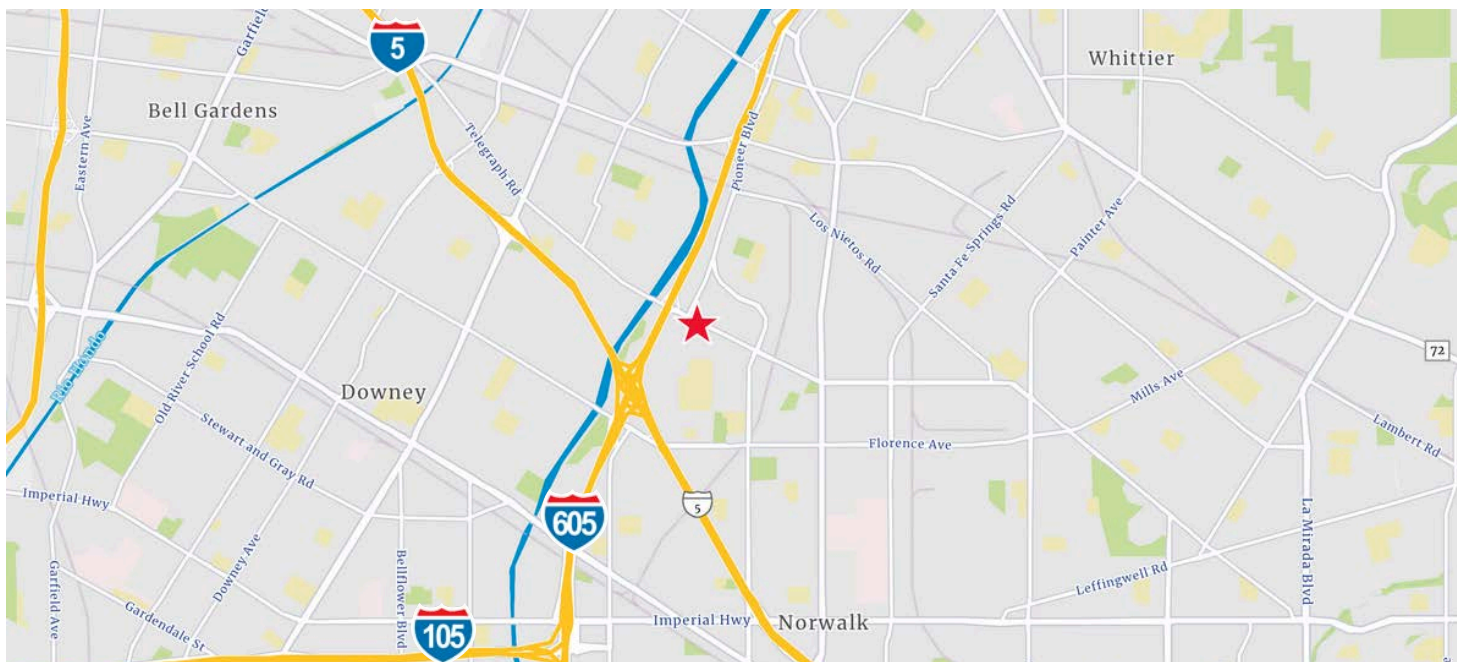 5
Garfield
Whittier
Bell Gardens
Eastern Ave
Telegraph Rd
Pioneer Blvd
Los Nietos Rd
Santa Fe Springs Rd
Painter Ave
Rio Hondo
Old River School Rd
Downey
72
Mills Ave
Stewart and Gray Rd
Florence Ave
Lambert Rd
Imperial Hwy
5
605
La Mirada Blvd
Garfield Ave
Downey Ave
Bellflower Blvd
Leffingwell Rd
Gardendale St
105
Imperial Hwy
Norwalk